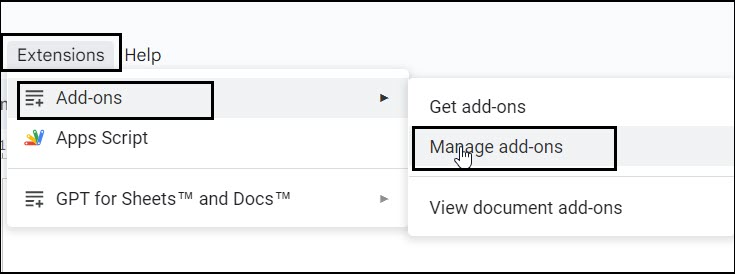 Extensions Help
Add-ons
Apps Script
GPT for Sheets™ and Docs™
Get add-ons
Manage add-ons
View document add-ons